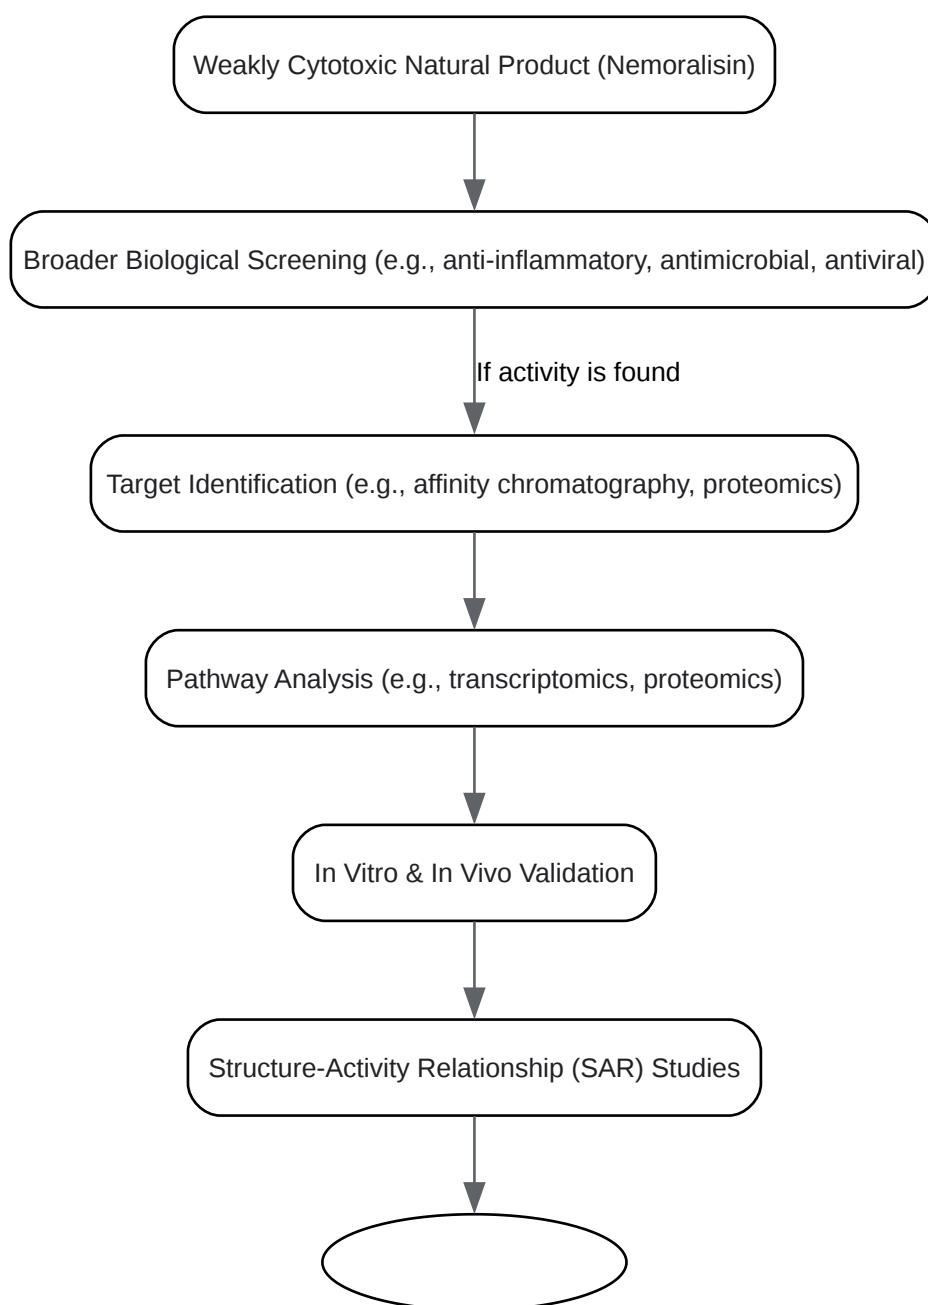 Weakly Cytotoxic Natural Product (Nemoralisin)
Broader Biological Screening (e.g., anti-inflammatory, antimicrobial, antiviral)
If activity is found
Target Identification (e.g., affinity chromatography, proteomics)
Pathway Analysis (e.g., transcriptomics, proteomics)
In Vitro & In Vivo Validation
Structure-Activity Relationship (SAR) Studies